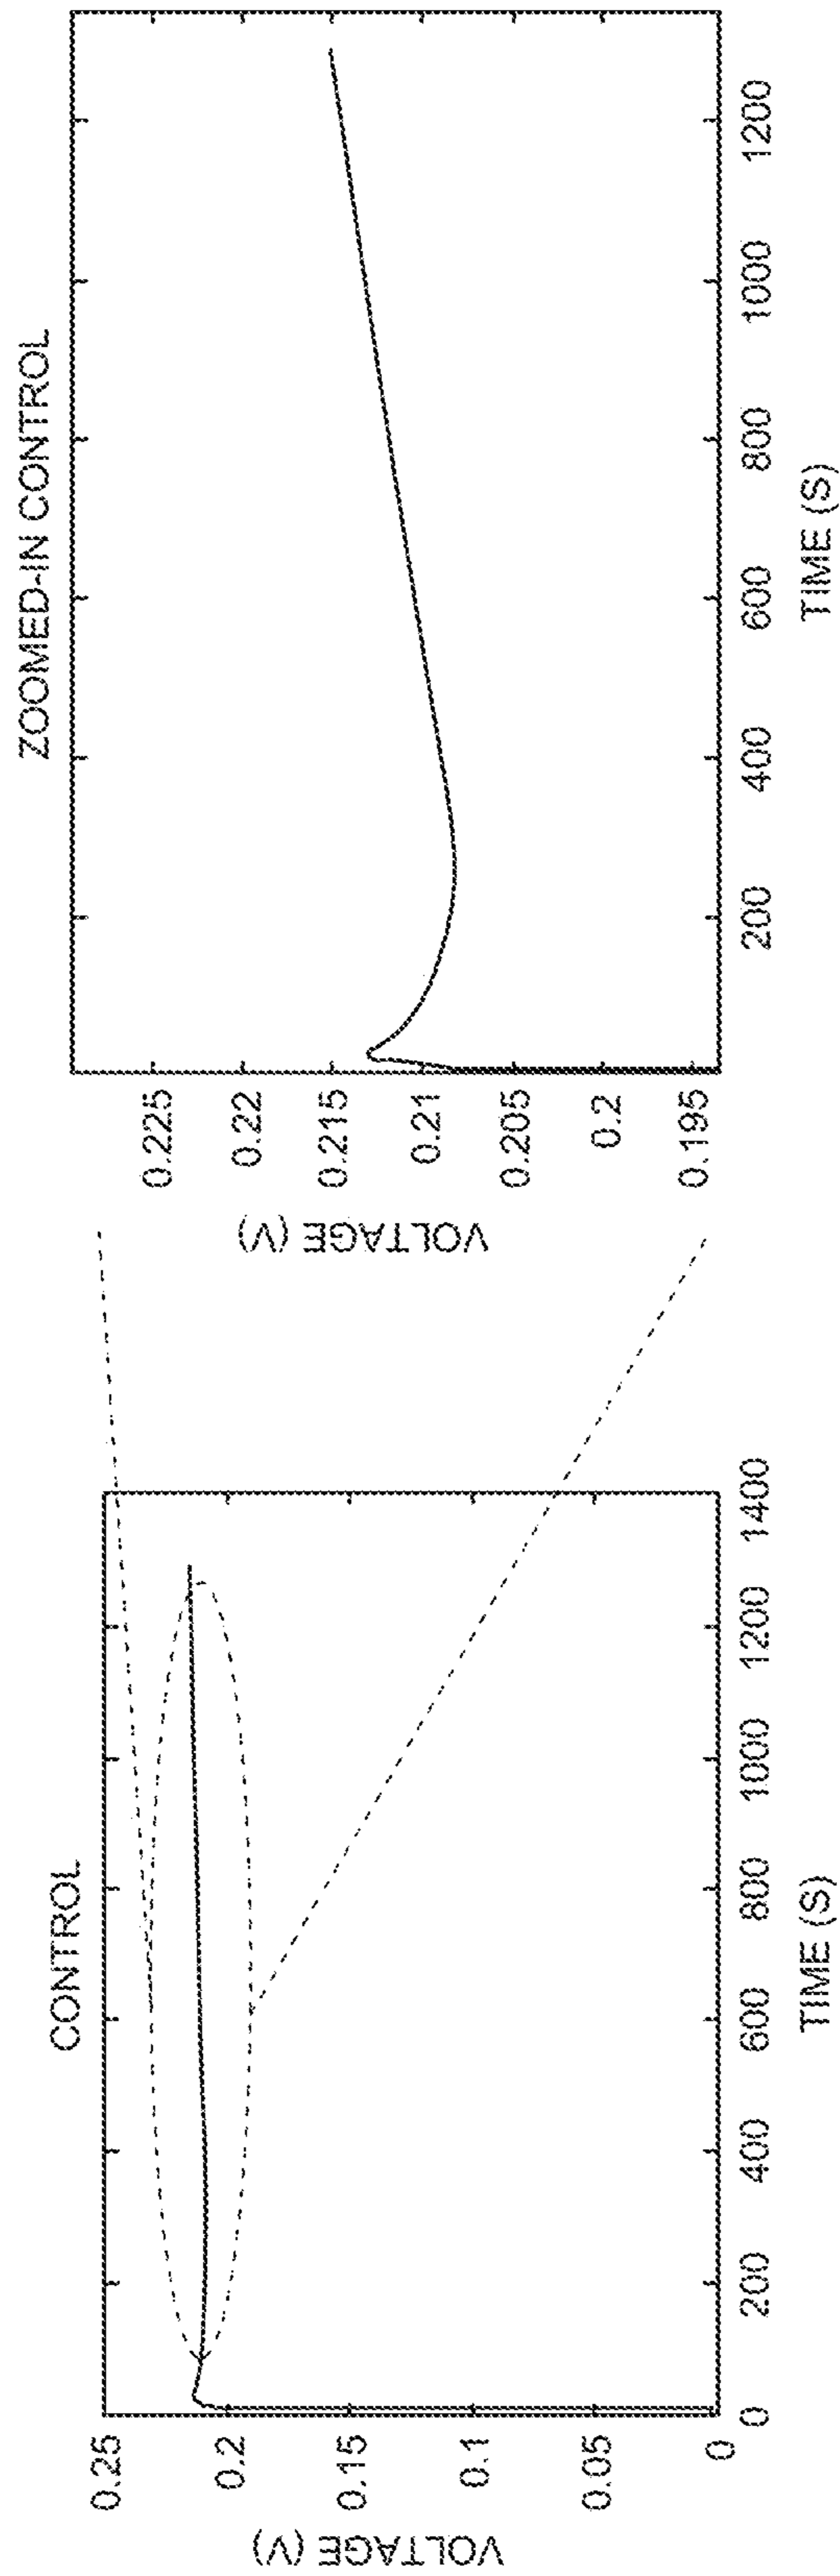 CONTROL
VOLTAGE (V)
0.25
0.2
0.15
0.1
0.05
0
0 200 400 600 800 1000 1200 1400
TIME (S)
ZOOMED-IN CONTROL
VOLTAGE (V)
0.225
0.22
0.215
0.21
0.205
0.2
0.195
200 400 600 800 1000 1200
TIME (S)